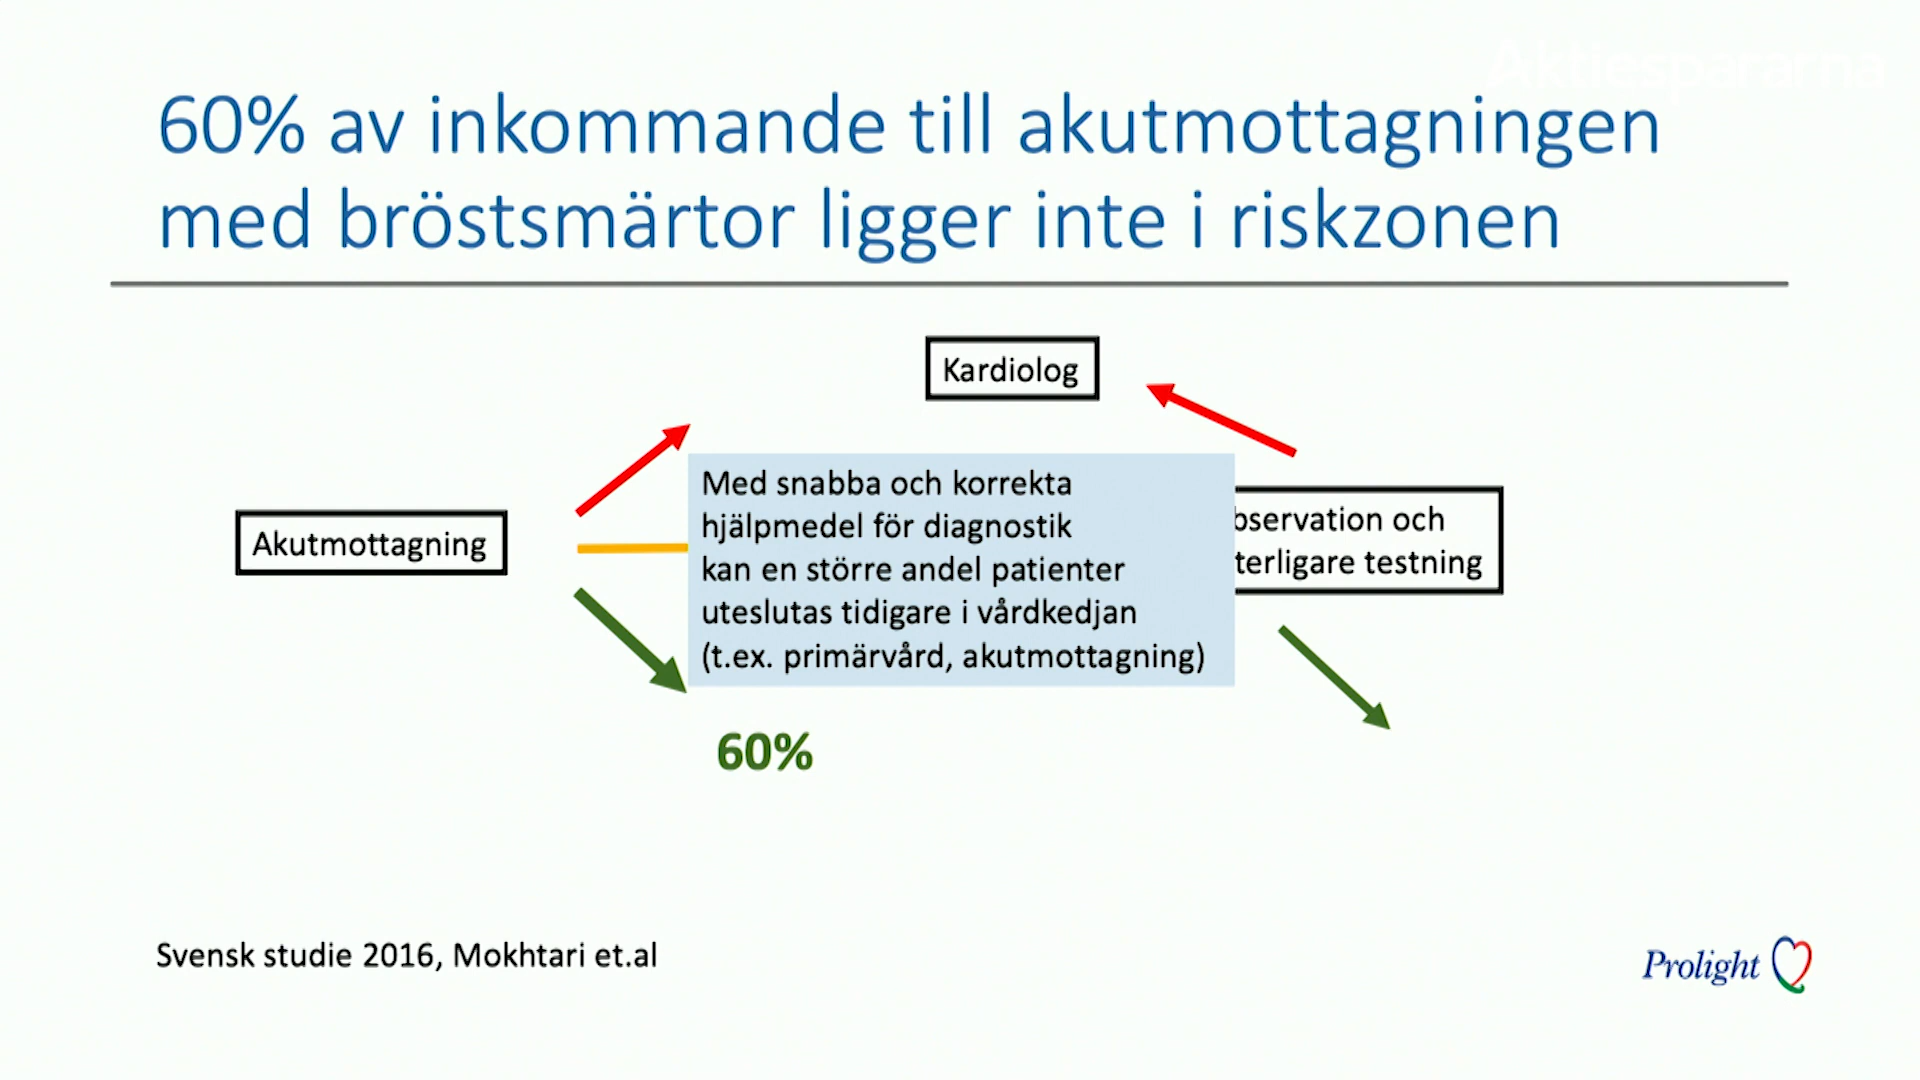 Aktiespararna
60% av inkommande till akutmottagningen
med bröstsmärtor ligger inte i riskzonen
Kardiolog
Akutmottagning
Med snabba och korrekta
hjälpmedel för diagnostik
kan en större andel patienter
uteslutas tidigare i vårdkedjan
(t.ex. primärvård, akutmottagning)
bservation och
terligare testning
60%
Svensk studie 2016, Mokhtari et.al
Prolight